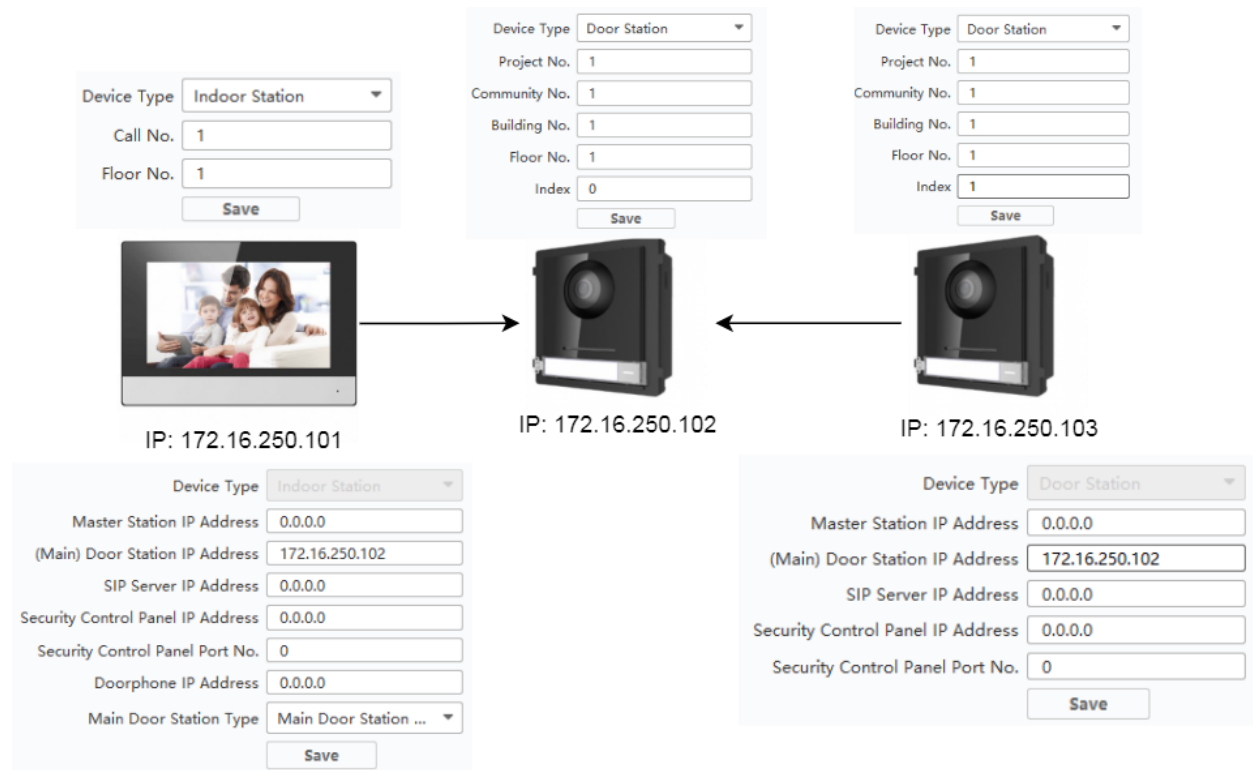 Device Type Indoor Station
Call No. 1
Floor No. 1
Save
Device Type Door Station
Project No. 1
Community No. 1
Building No. 1
Floor No. 1
Index 0
Save
Device Type Door Station
Project No. 1
Community No. 1
Building No. 1
Floor No. 1
Index 1
Save
IP: 172.16.250.101
IP: 172.16.250.102
IP: 172.16.250.103
Device Type Indoor Station
Master Station IP Address 0.0.0.0
(Main) Door Station IP Address 172.16.250.102
SIP Server IP Address 0.0.0.0
Security Control Panel IP Address 0.0.0.0
Security Control Panel Port No. 0
Doorphone IP Address 0.0.0.0
Main Door Station Type Main Door Station ...
Save
Device Type Door Station
Master Station IP Address 0.0.0.0
(Main) Door Station IP Address 172.16.250.102
SIP Server IP Address 0.0.0.0
Security Control Panel IP Address 0.0.0.0
Security Control Panel Port No. 0
Save